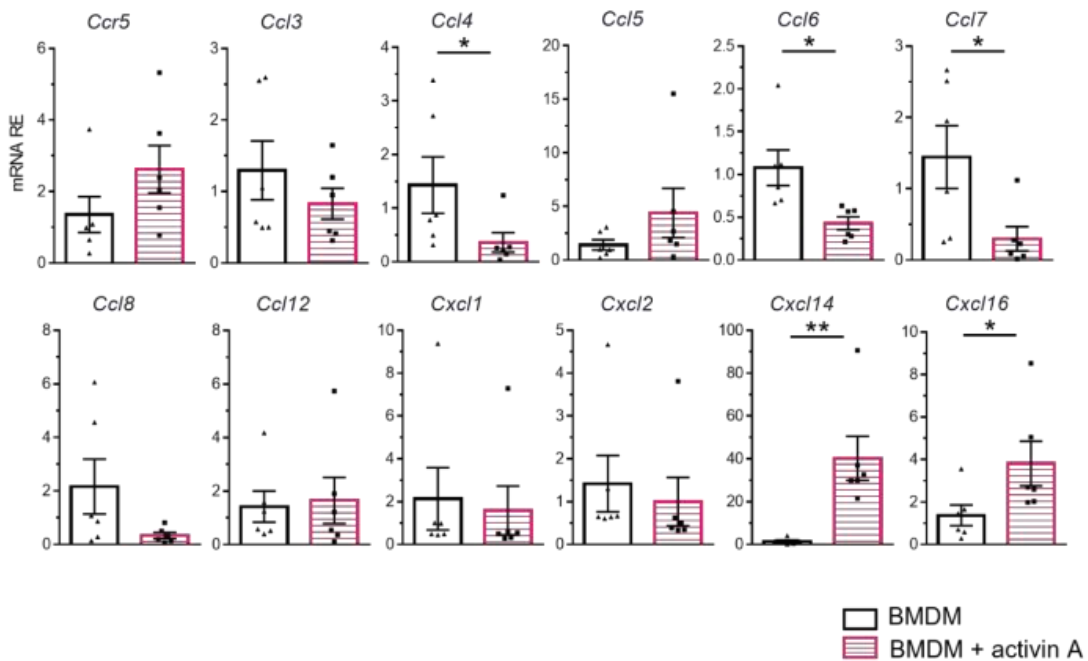 Ccr5 Ccl3 Ccl4 Ccl5 Ccl6 Ccl7
* * *
mRNA RE
6 4 2 0
3 2 1 0
4 3 2 1 0
20 15 10 5 0
2.5 2.0 1.5 1.0 0.5 0.0
3 2 1 0
Ccl8 Ccl12 Cxcl1 Cxcl2 Cxcl14 Cxcl16
** *
8 6 4 2 0
8 6 4 2 0
10 8 6 4 2 0
5 4 3 2 1 0
100 80 60 40 20 0
10 8 6 4 2 0
BMDM
BMDM + activin A